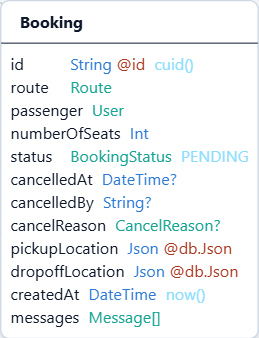 Booking
id String @id cuid()
route Route
passenger User
numberOfSeats Int
status BookingStatus PENDING
cancelledAt DateTime?
cancelledBy String?
cancelReason CancelReason?
pickupLocation Json @db.Json
dropoffLocation Json @db.Json
createdAt DateTime now()
messages Message[]